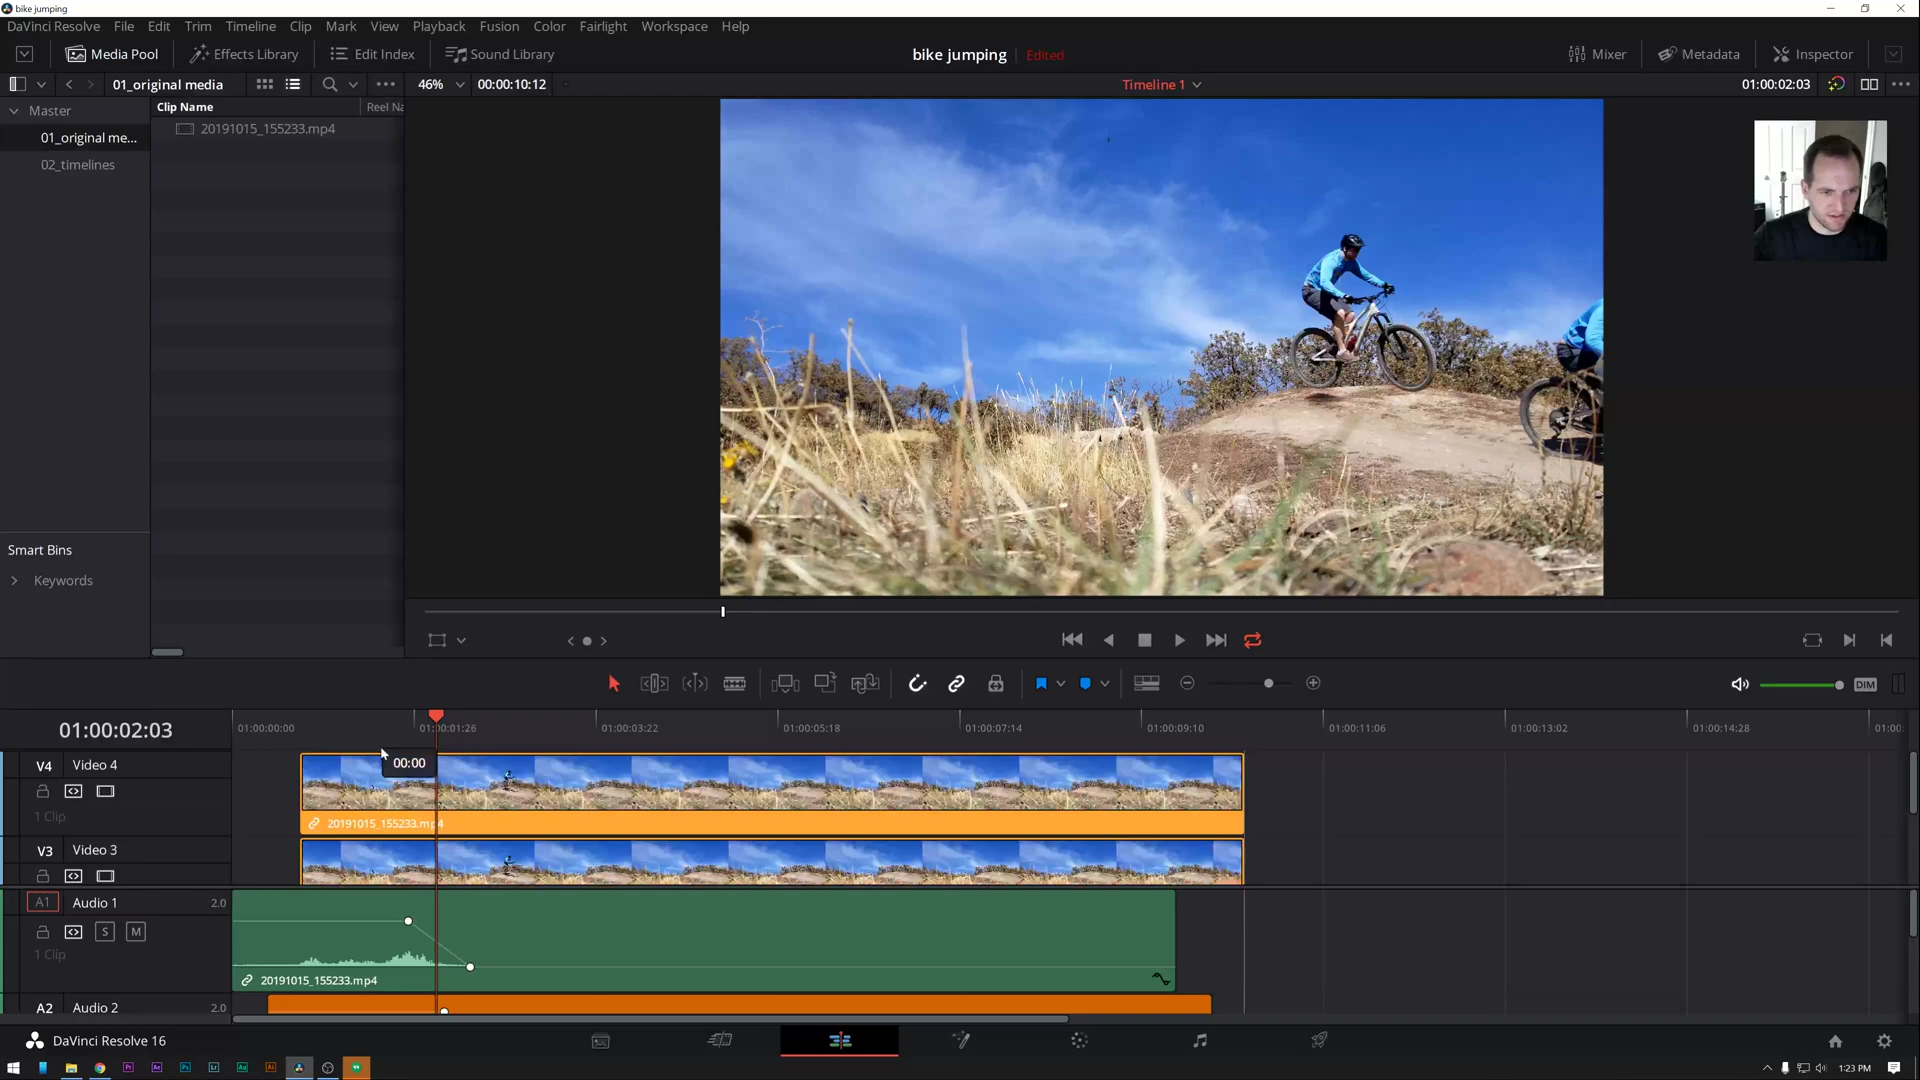 bike jumping
DaVinci Resolve File Edit Trim Timeline Clip Mark View Playback Fusion Color Fairlight Workspace Help
Media Pool Effects Library Edit Index Sound Library bike jumping Edited Mixer Metadata Inspector
01_original media 46% 00:00:10:12 Timeline 1 01:00:02:03
Master Clip Name Reel Na
01_original me... 20191015_155233.mp4
02_timelines
Smart Bins
Keywords
DIM
01:00:02:03 01:00:00:00 01:00:01:26 01:00:03:22 01:00:05:18 01:00:07:14 01:00:09:10 01:00:11:06 01:00:13:02 01:00:14:28 01:00:
V4 Video 4 00:00
1 Clip 20191015_155233.mp4
V3 Video 3
A1 Audio 1 2.0
S M
1 Clip 20191015_155233.mp4
A2 Audio 2 2.0
DaVinci Resolve 16
Pr Ae Ps Lr Au Ai 1:23 PM